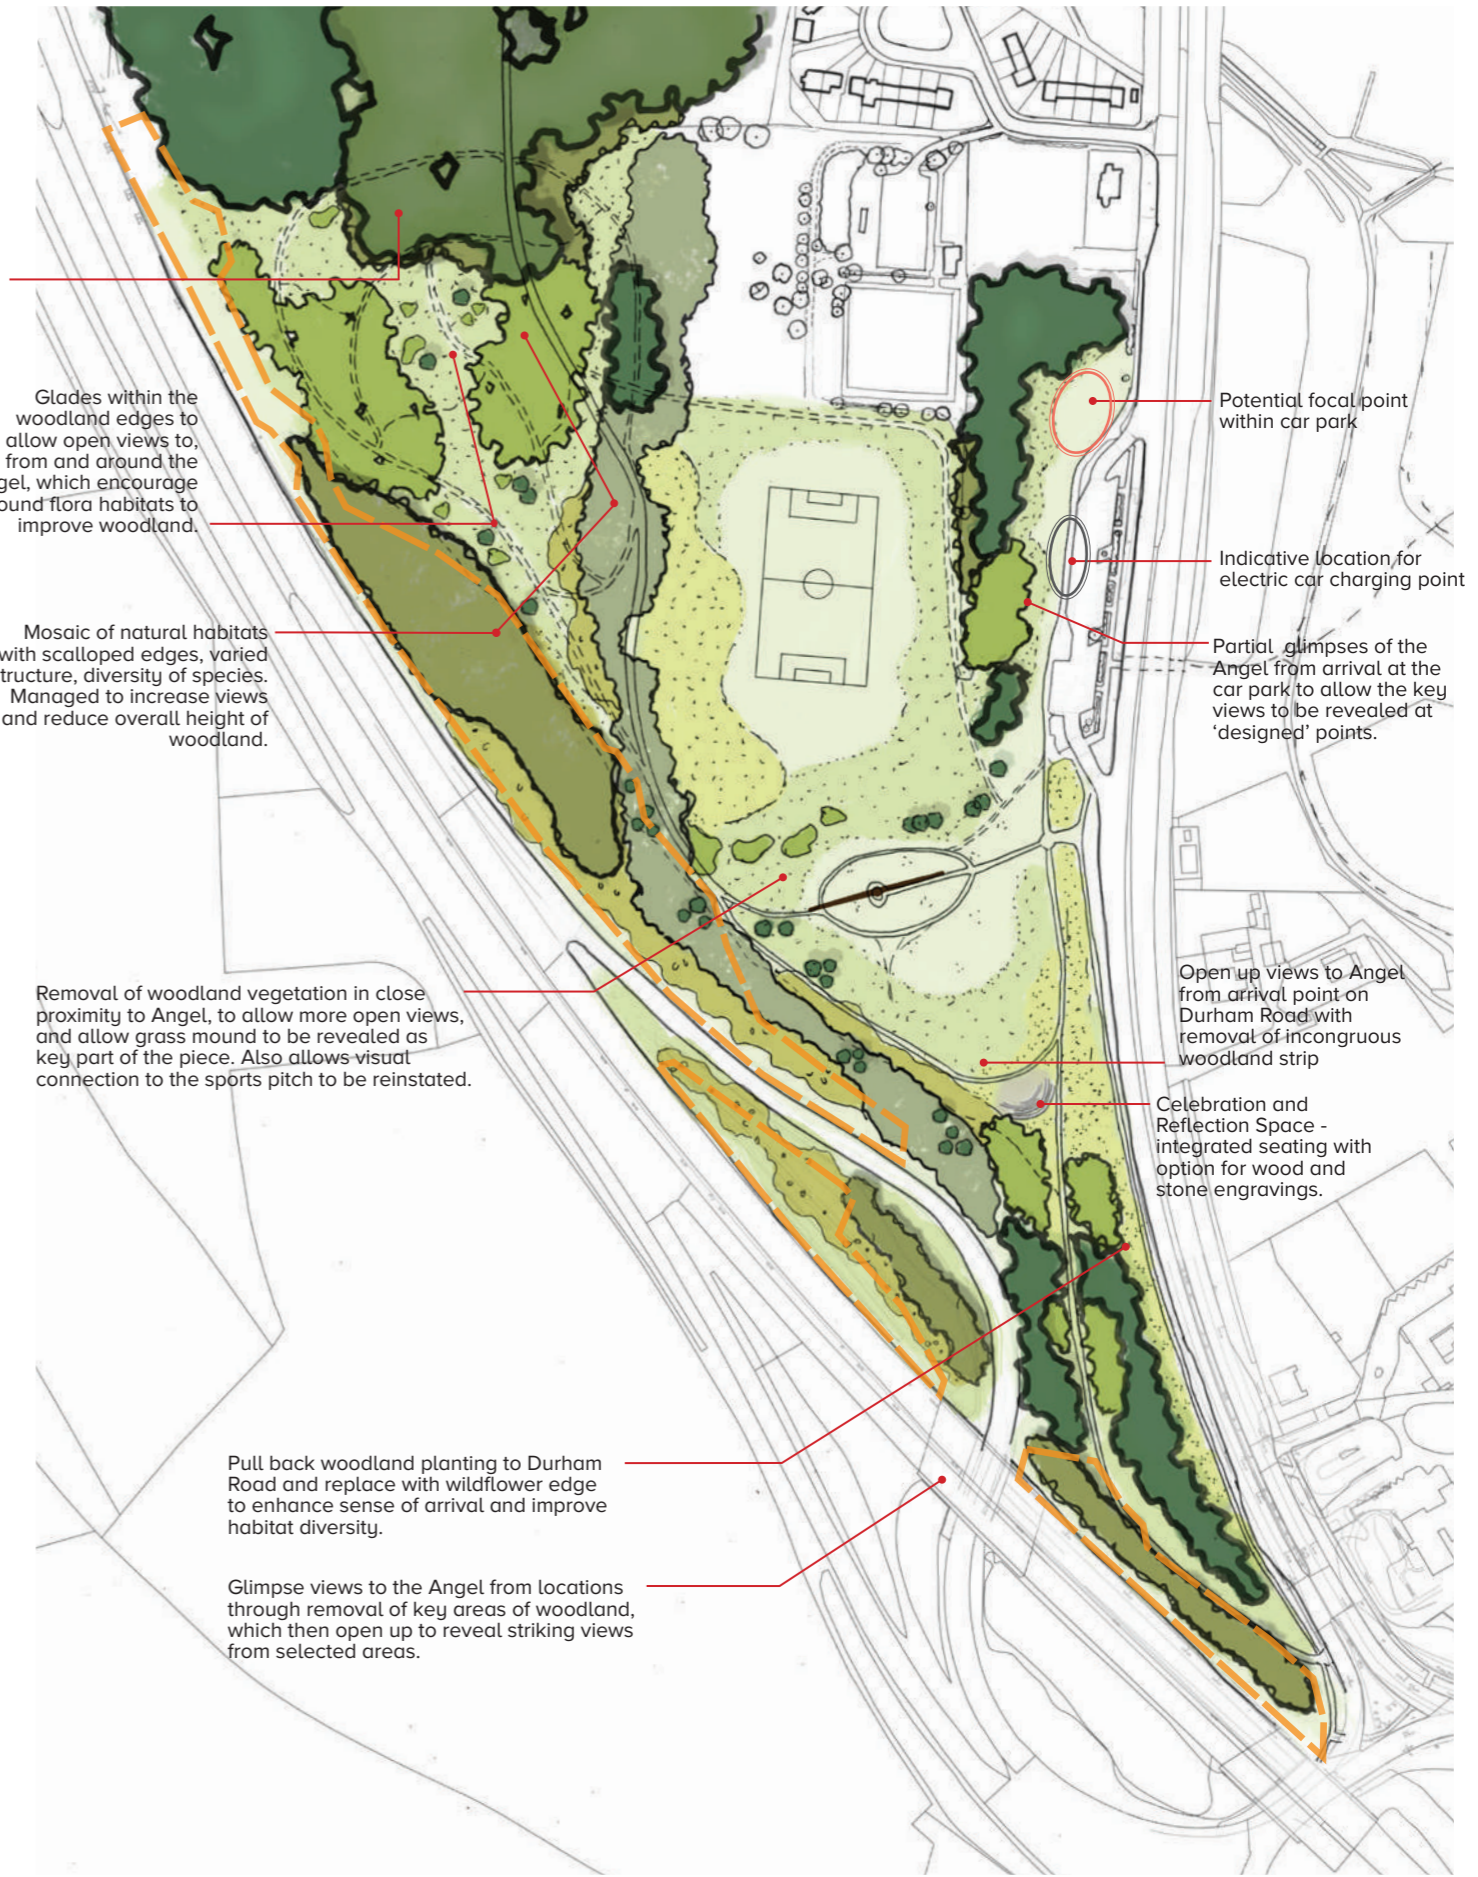 Glades within the
woodland edges to
allow open views to,
from and around the
gel, which encourage
ound flora habitats to
improve woodland.
Mosaic of natural habitats
with scalloped edges, varied
tructure, diversity of species.
Managed to increase views
and reduce overall height of
woodland.
Removal of woodland vegetation in close
proximity to Angel, to allow more open views,
and allow grass mound to be revealed as
key part of the piece. Also allows visual
connection to the sports pitch to be reinstated.
Pull back woodland planting to Durham
Road and replace with wildflower edge
to enhance sense of arrival and improve
habitat diversity.
Glimpse views to the Angel from locations
through removal of key areas of woodland,
which then open up to reveal striking views
from selected areas.
Potential focal point
within car park
Indicative location for
electric car charging point
Partial glimpses of the
Angel from arrival at the
car park to allow the key
views to be revealed at
‘designed’ points.
Open up views to Angel
from arrival point on
Durham Road with
removal of incongruous
woodland strip
Celebration and
Reflection Space -
integrated seating with
option for wood and
stone engravings.